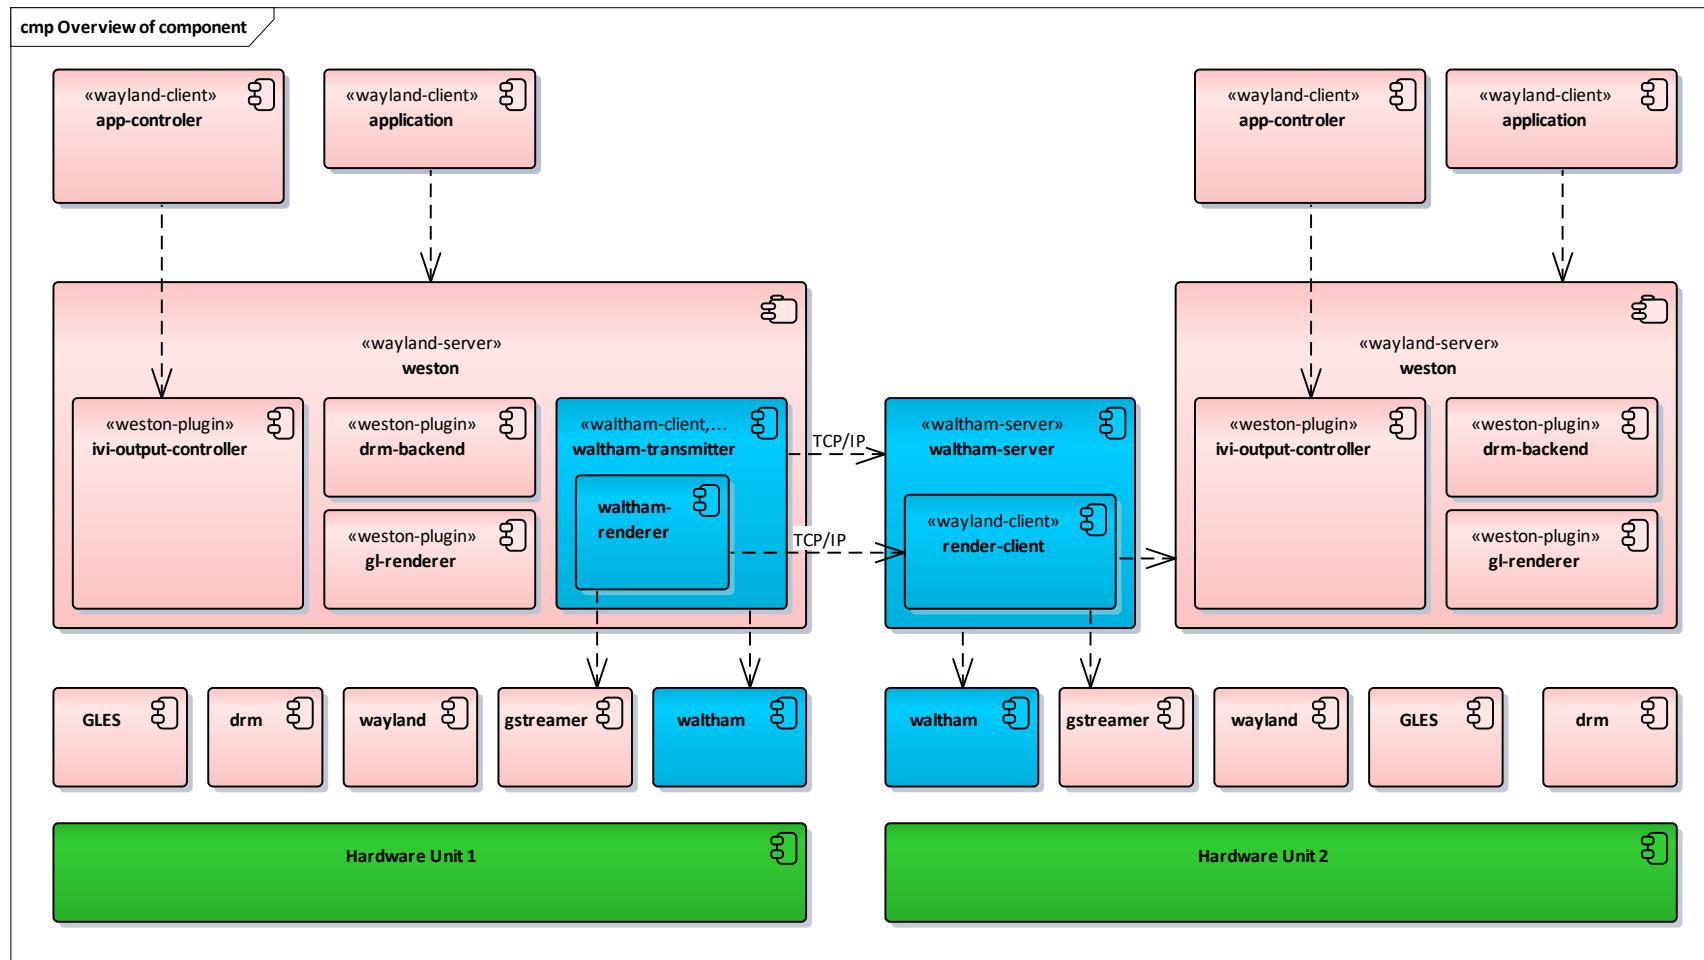 cmp Overview of component
«wayland-client»
app-controler
«wayland-client»
application
«wayland-client»
app-controler
«wayland-client»
application
«wayland-server»
weston
«weston-plugin»
ivi-output-controller
«weston-plugin»
drm-backend
«weston-plugin»
gl-renderer
«waltham-client,...
waltham-transmitter
waltham-
renderer
TCP/IP
TCP/IP
«waltham-server»
waltham-server
«wayland-client»
render-client
«wayland-server»
weston
«weston-plugin»
ivi-output-controller
«weston-plugin»
drm-backend
«weston-plugin»
gl-renderer
GLES
drm
wayland
gstreamer
waltham
waltham
gstreamer
wayland
GLES
drm
Hardware Unit 1
Hardware Unit 2